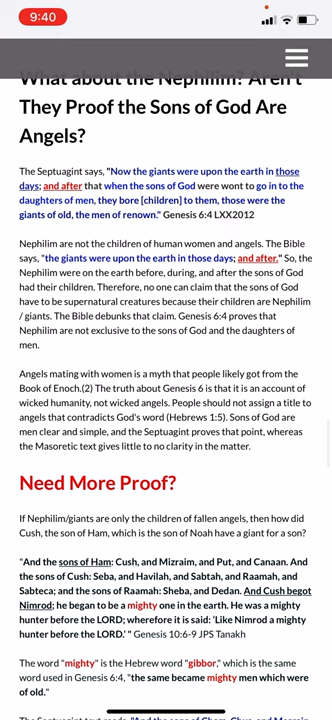 9:40
What about the Nephilim? Aren't
They Proof the Sons of God Are
Angels?
The Septuagint says, "Now the giants were upon the earth in those
days; and after that when the sons of God were wont to go in to the
daughters of men, they bore [children] to them, those were the
giants of old, the men of renown." Genesis 6:4 LXX2012
Nephilim are not the children of human women and angels. The Bible
says, "the giants were upon the earth in those days; and after." So, the
Nephilim were on the earth before, during, and after the sons of God
had their children. Therefore, no one can claim that the sons of God
have to be supernatural creatures because their children are Nephilim
/ giants. The Bible debunks that claim. Genesis 6:4 proves that
Nephilim are not exclusive to the sons of God and the daughters of
men.
Angels mating with women is a myth that people likely got from the
Book of Enoch.(2) The truth about Genesis 6 is that it is an account of
wicked humanity, not wicked angels. People should not assign a title to
angels that contradicts God's word (Hebrews 1:5). Sons of God are
men clear and simple, and the Septuagint proves that point, whereas
the Masoretic text gives little to no clarity in the matter.
Need More Proof?
If Nephilim/giants are only the children of fallen angels, then how did
Cush, the son of Ham, which is the son of Noah have a giant for a son?
"And the sons of Ham: Cush, and Mizraim, and Put, and Canaan. And
the sons of Cush: Seba, and Havilah, and Sabtah, and Raamah, and
Sabteca; and the sons of Raamah: Sheba, and Dedan. And Cush begot
Nimrod; he began to be a mighty one in the earth. He was a mighty
hunter before the LORD; wherefore it is said: 'Like Nimrod a mighty
hunter before the LORD.' " Genesis 10:6-9 JPS Tanakh
The word "mighty" is the Hebrew word "gibbor," which is the same
word used in Genesis 6:4, "the same became mighty men which were
of old."